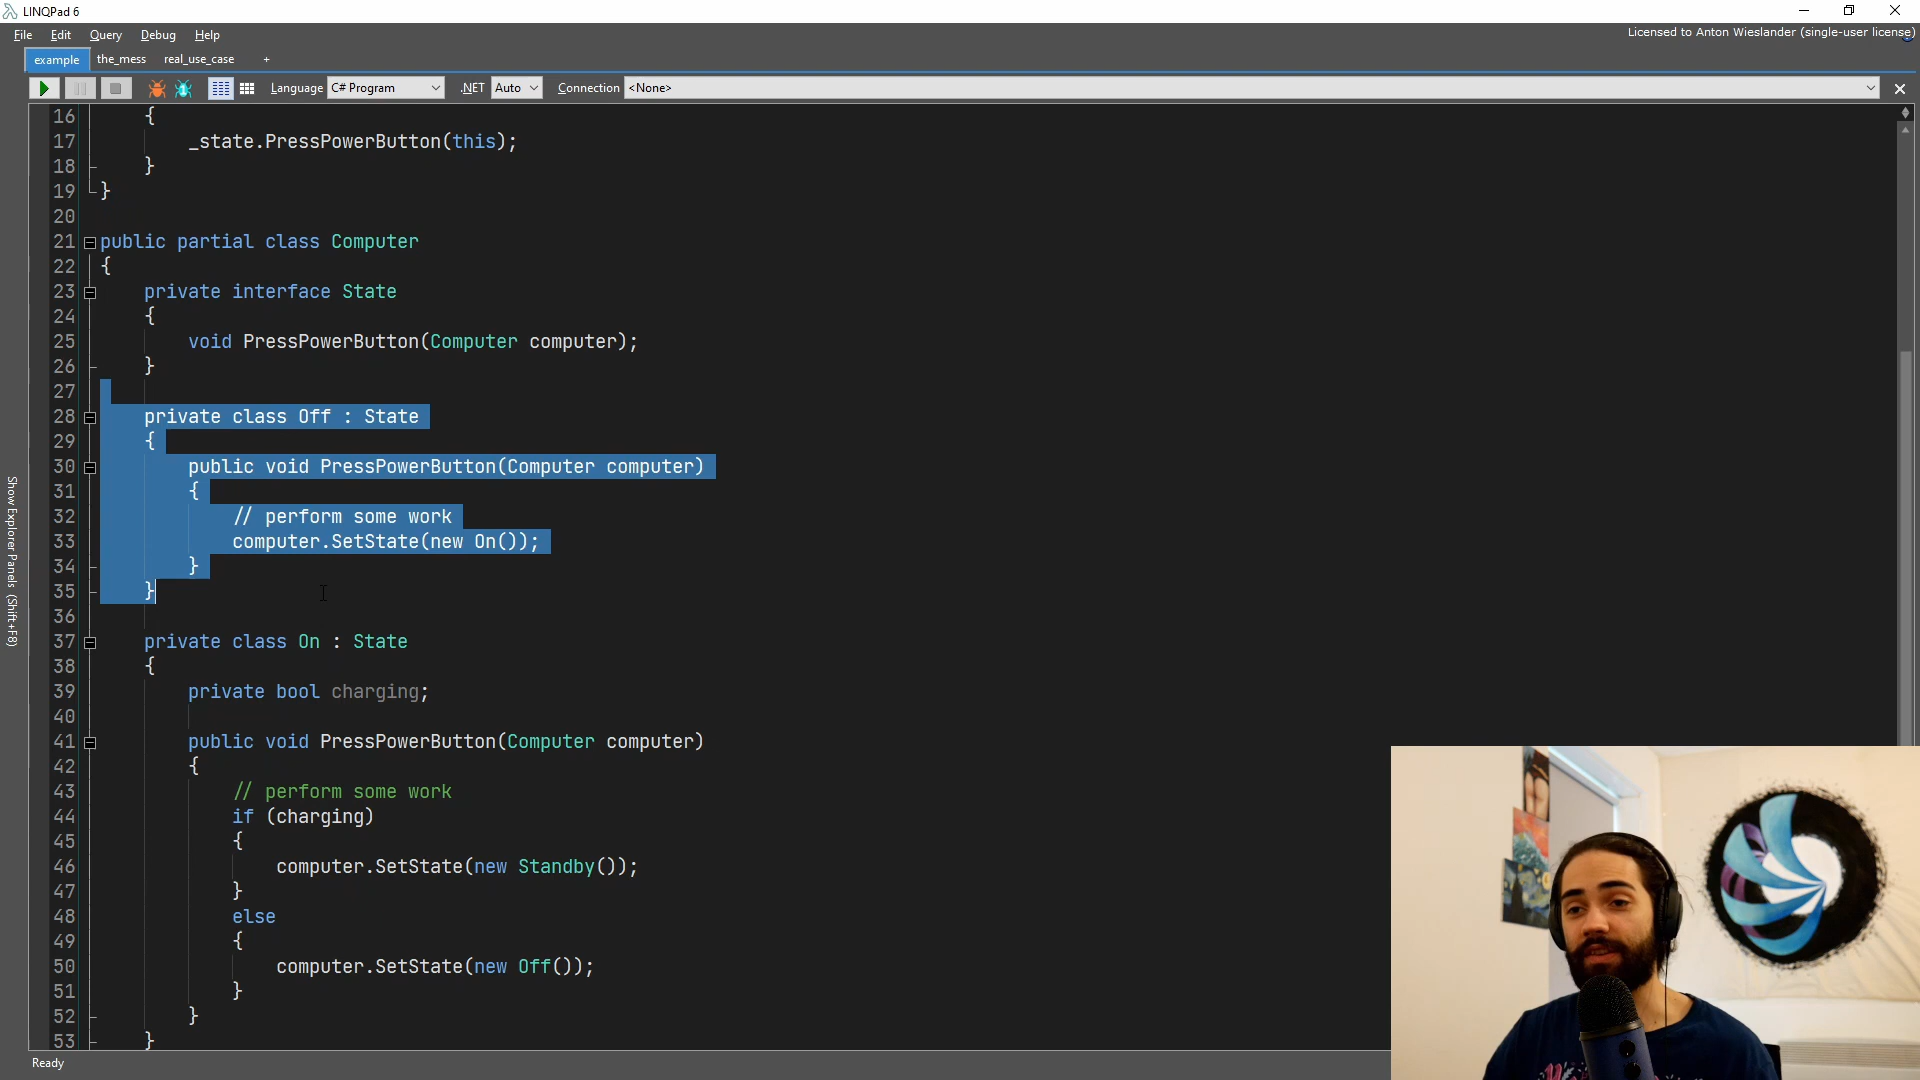 LINQPad 6
File Edit Query Debug Help
Licensed to Anton Wieslander (single-user license)
example the_mess real_use_case +
Language C# Program .NET Auto Connection <None>
16 {
17 _state.PressPowerButton(this);
18 }
19 }
20
21 public partial class Computer
22 {
23 private interface State
24 {
25 void PressPowerButton(Computer computer);
26 }
27
28 private class Off : State
29 {
30 public void PressPowerButton(Computer computer)
31 {
32 // perform some work
33 computer.SetState(new On());
34 }
35 }
36
37 private class On : State
38 {
39 private bool charging;
40
41 public void PressPowerButton(Computer computer)
42 {
43 // perform some work
44 if (charging)
45 {
46 computer.SetState(new Standby());
47 }
48 else
49 {
50 computer.SetState(new Off());
51 }
52 }
53 }
Show Explorer Panels (Shift+F8)
Ready